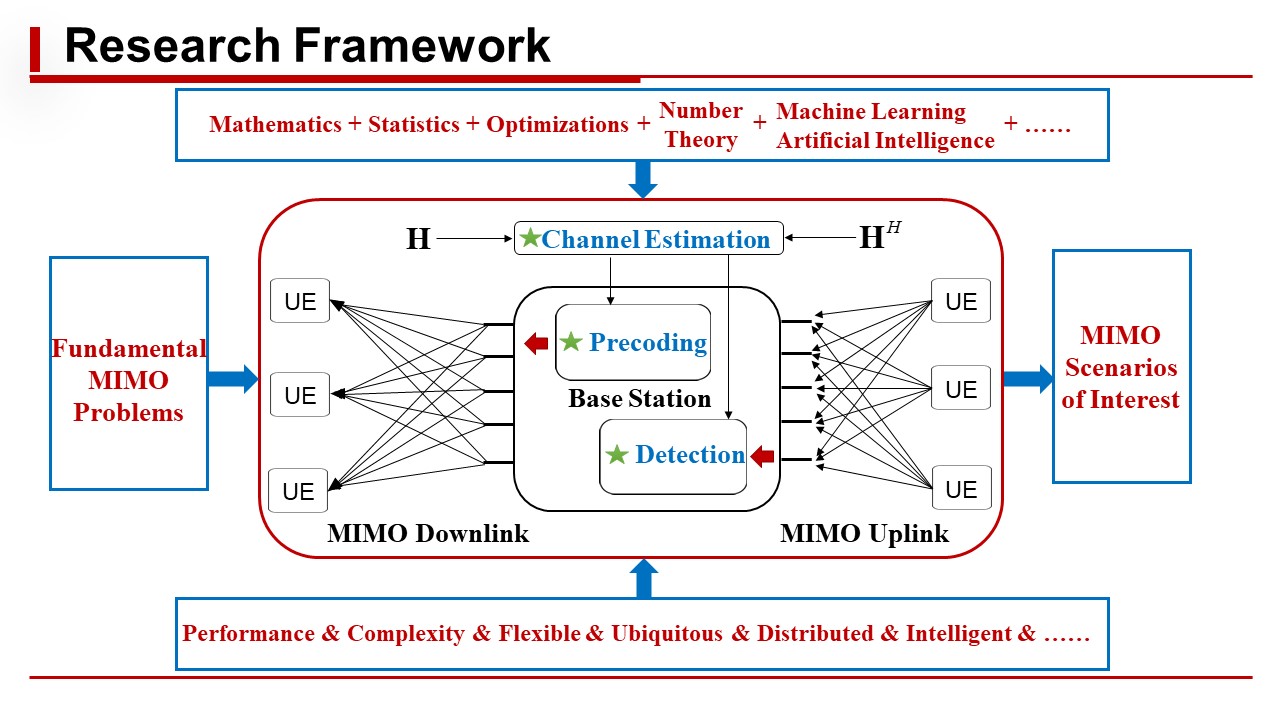 Research Framework
Mathematics + Statistics + Optimizations + Number Theory + Machine Learning Artificial Intelligence + ……
H
★Channel Estimation
H^H
UE
UE
UE
Fundamental
MIMO
Problems
★ Precoding
Base Station
★ Detection
UE
UE
UE
MIMO
Scenarios
of Interest
MIMO Downlink
MIMO Uplink
Performance & Complexity & Flexible & Ubiquitous & Distributed & Intelligent & ……